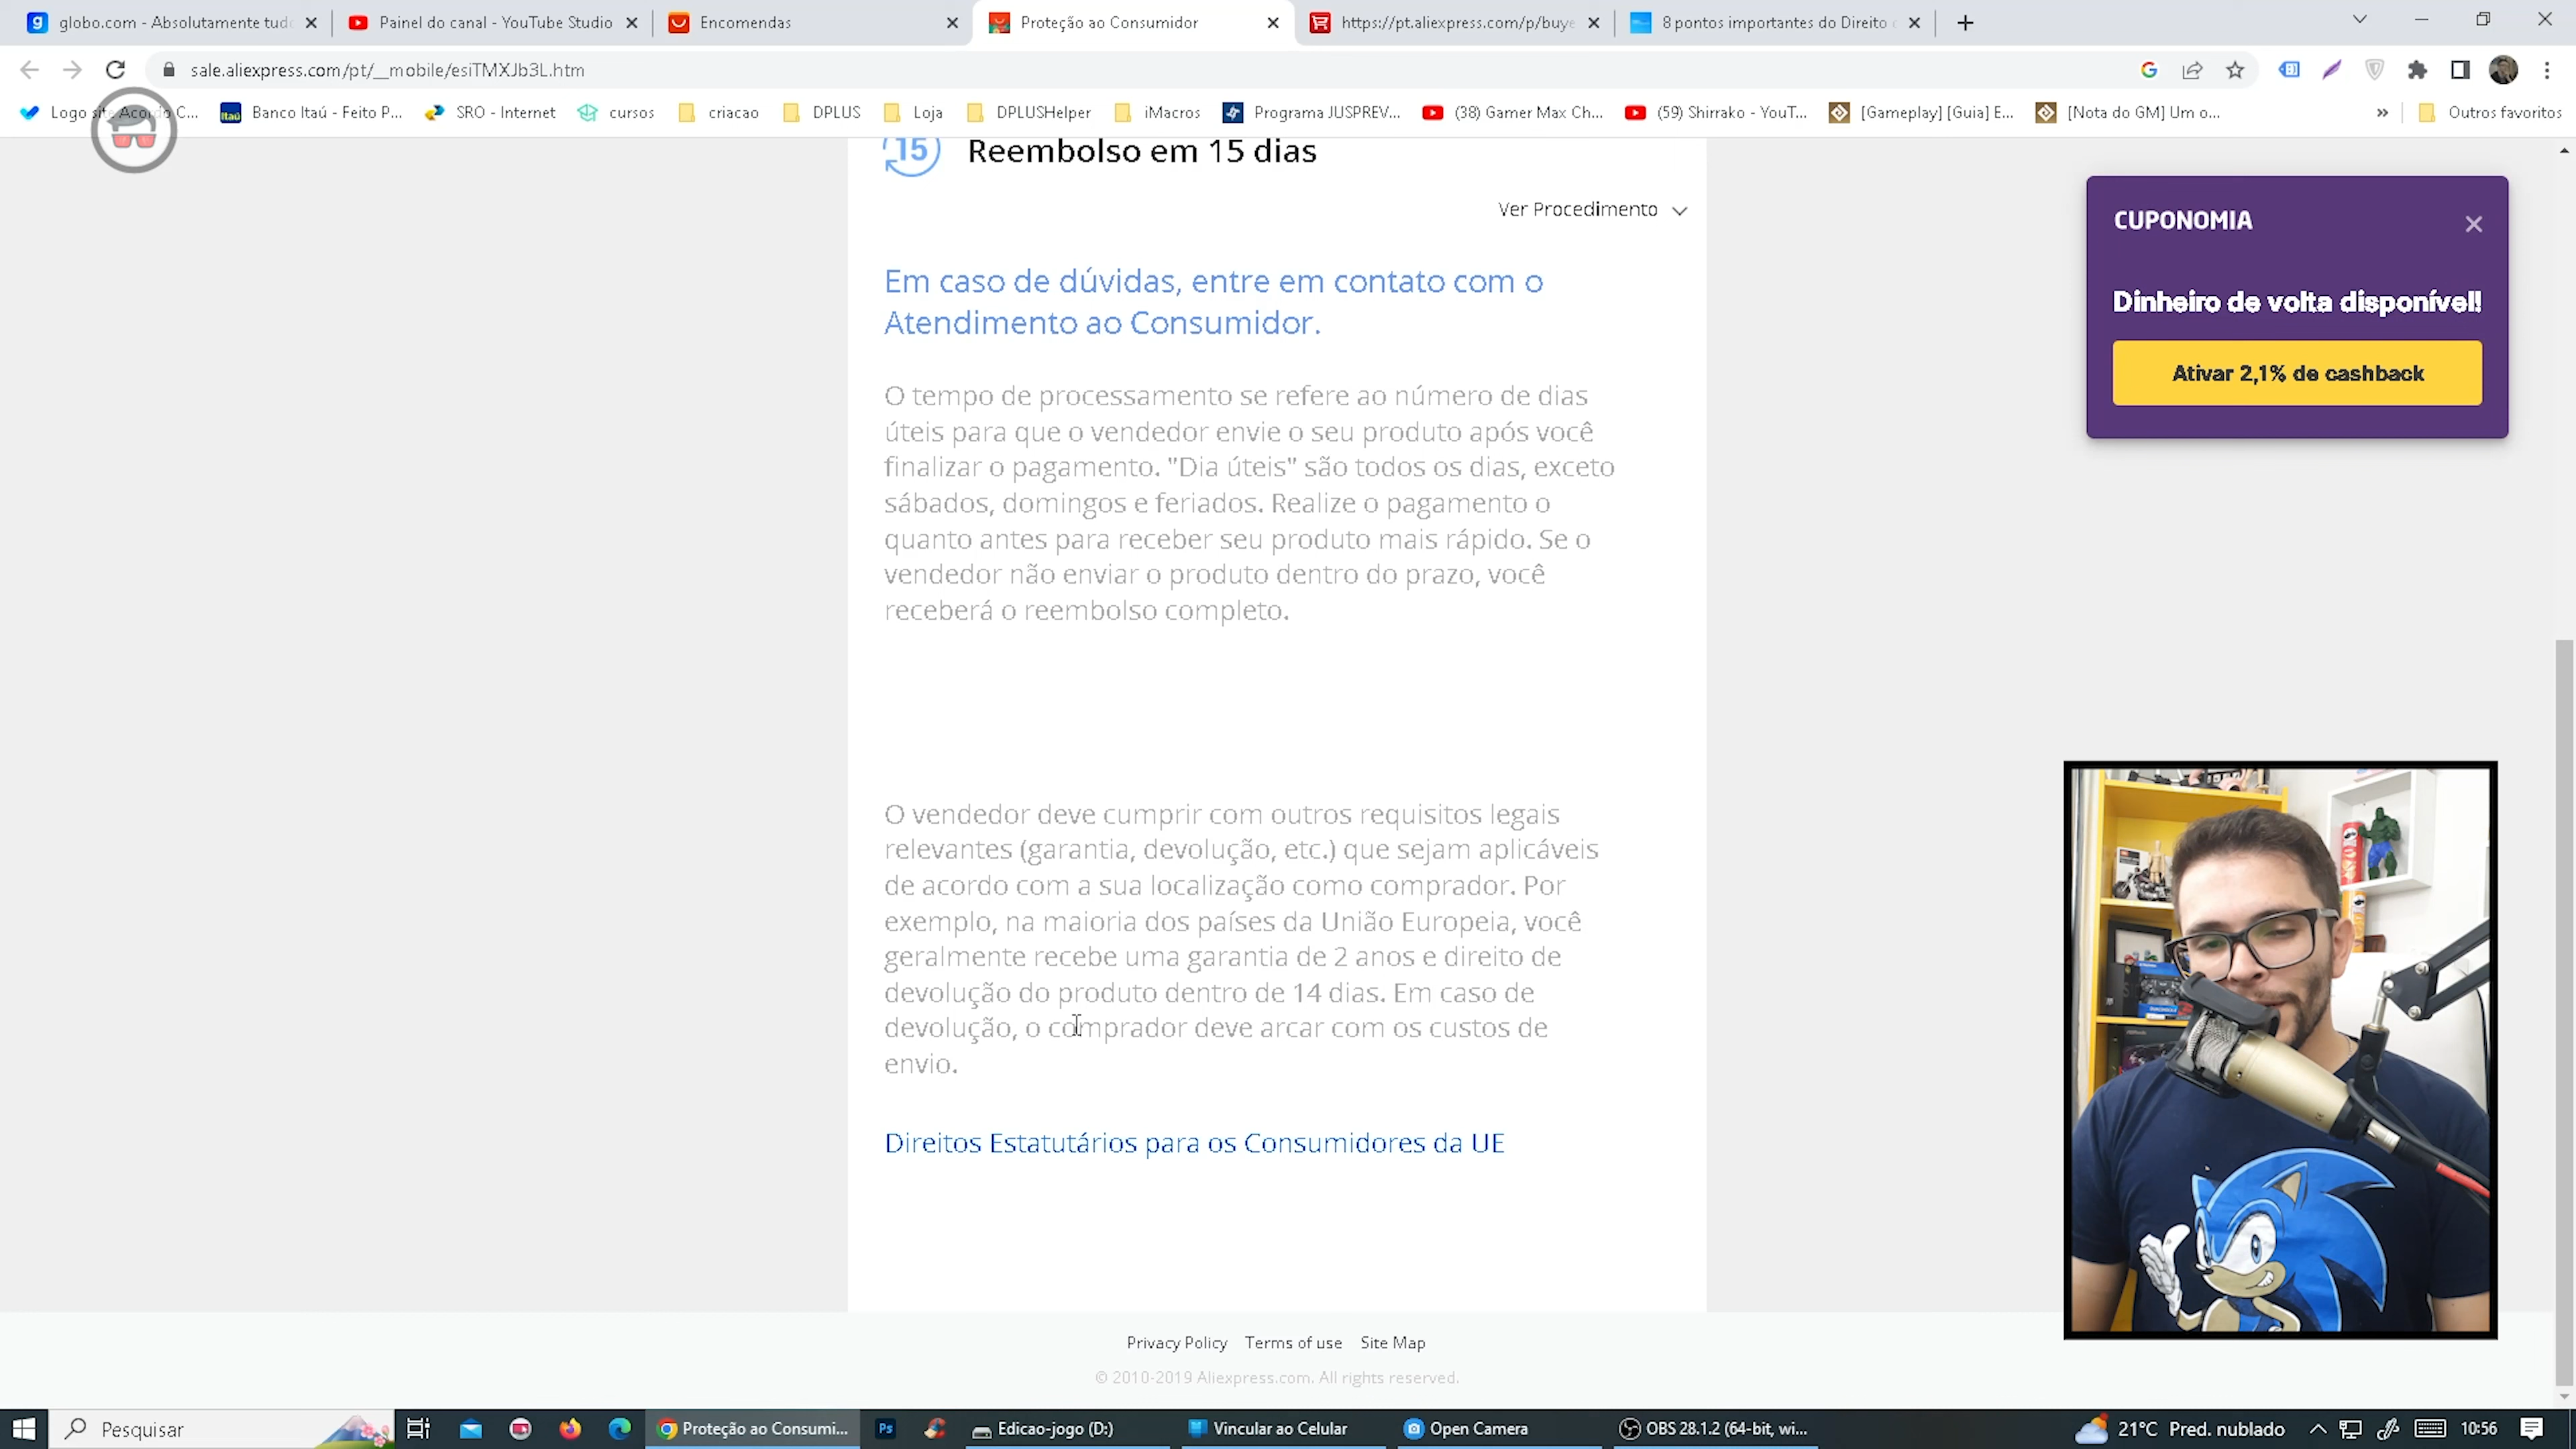 globo.com - Absolutamente tud
Painel do canal - YouTube Studio
Encomendas
Proteção ao Consumidor
https://pt.aliexpress.com/p/buye
8 pontos importantes do Direito
sale.aliexpress.com/pt/__mobile/esiTMXJb3L.htm
Logo site Acordo C...
Banco Itaú - Feito P...
SRO - Internet
cursos
criacao
DPLUS
Loja
DPLUSHelper
iMacros
Programa JUSPREV...
(38) Gamer Max Ch...
(59) Shirrako - YouT...
[Gameplay] [Guia] E...
[Nota do GM] Um o...
»
Outros favoritos
15 Reembolso em 15 dias
Ver Procedimento
Em caso de dúvidas, entre em contato com o
Atendimento ao Consumidor.
O tempo de processamento se refere ao número de dias
úteis para que o vendedor envie o seu produto após você
finalizar o pagamento. "Dia úteis" são todos os dias, exceto
sábados, domingos e feriados. Realize o pagamento o
quanto antes para receber seu produto mais rápido. Se o
vendedor não enviar o produto dentro do prazo, você
receberá o reembolso completo.
O vendedor deve cumprir com outros requisitos legais
relevantes (garantia, devolução, etc.) que sejam aplicáveis
de acordo com a sua localização como comprador. Por
exemplo, na maioria dos países da União Europeia, você
geralmente recebe uma garantia de 2 anos e direito de
devolução do produto dentro de 14 dias. Em caso de
devolução, o comprador deve arcar com os custos de
envio.
Direitos Estatutários para os Consumidores da UE
CUPONOMIA
Dinheiro de volta disponível!
Ativar 2,1% de cashback
Privacy Policy Terms of use Site Map
© 2010-2019 Aliexpress.com. All rights reserved.
Pesquisar
Proteção ao Consumi...
Ps
Edicao-jogo (D:)
Vincular ao Celular
Open Camera
OBS 28.1.2 (64-bit, wi...
21°C Pred. nublado
10:56